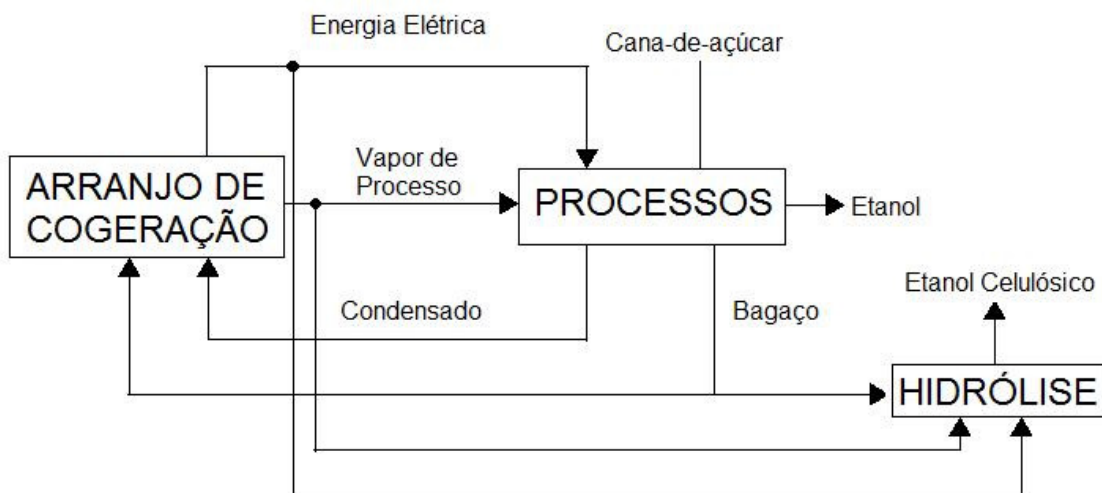 Energia Elétrica
Cana-de-açúcar
ARRANJO DE
COGERAÇÃO
Vapor de
Processo
PROCESSOS
Etanol
Condensado
Bagaço
Etanol Celulósico
HIDRÓLISE